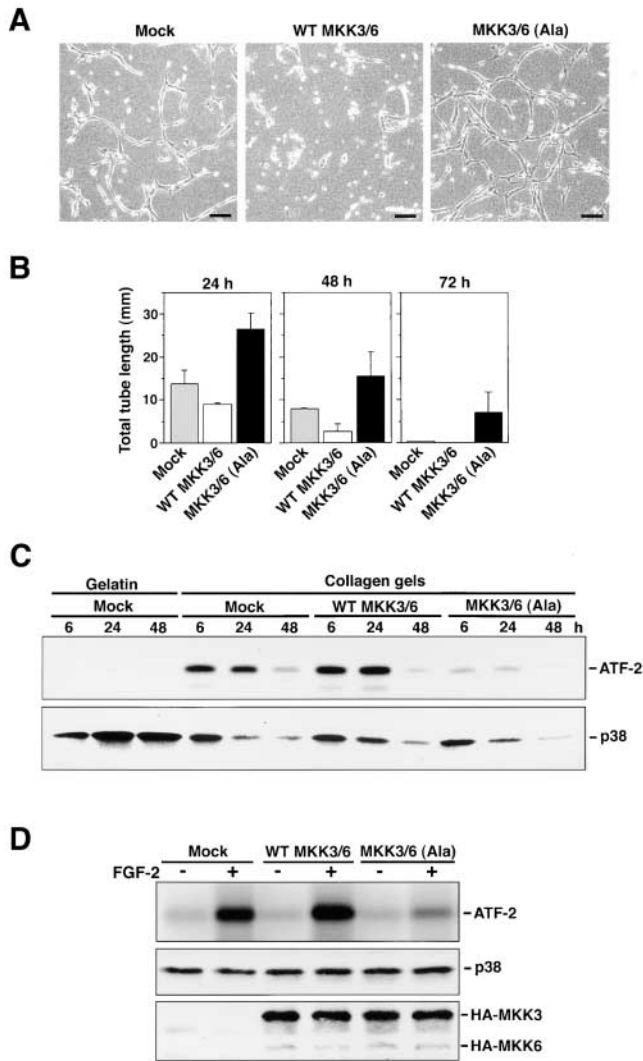 A
Mock WT MKK3/6 MKK3/6 (Ala)
B
24 h 48 h 72 h
Total tube length (mm)
30
20
10
0
Mock WT MKK3/6 MKK3/6 (Ala) Mock WT MKK3/6 MKK3/6 (Ala) Mock WT MKK3/6 MKK3/6 (Ala)
C
Gelatin Collagen gels
Mock Mock WT MKK3/6 MKK3/6 (Ala)
6 24 48 6 24 48 6 24 48 6 24 48 h
-ATF-2
-p38
D
Mock WT MKK3/6 MKK3/6 (Ala)
FGF-2 - + - + - +
-ATF-2
-p38
-HA-MKK3
-HA-MKK6